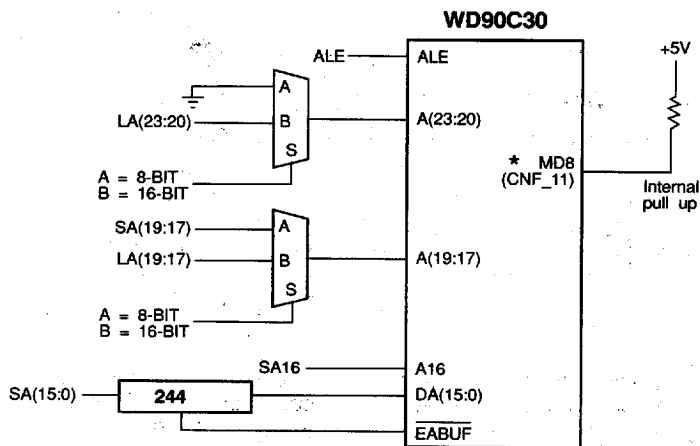 WD90C30
ALE
ALE
+5V
A
LA(23:20)
B
A(23:20)
S
* MD8
(CNF_11)
A = 8-BIT
B = 16-BIT
Internal
pull up
SA(19:17)
A
LA(19:17)
B
A(19:17)
S
A = 8-BIT
B = 16-BIT
SA16
A16
SA(15:0)
244
DA(15:0)
EABUF